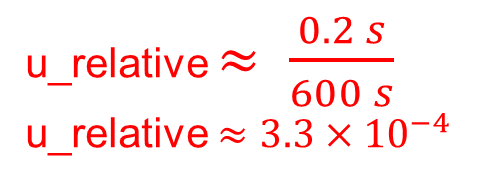 u_relative ≈ 0.2 s / 600 s
u_relative ≈ 3.3 × 10⁻⁴